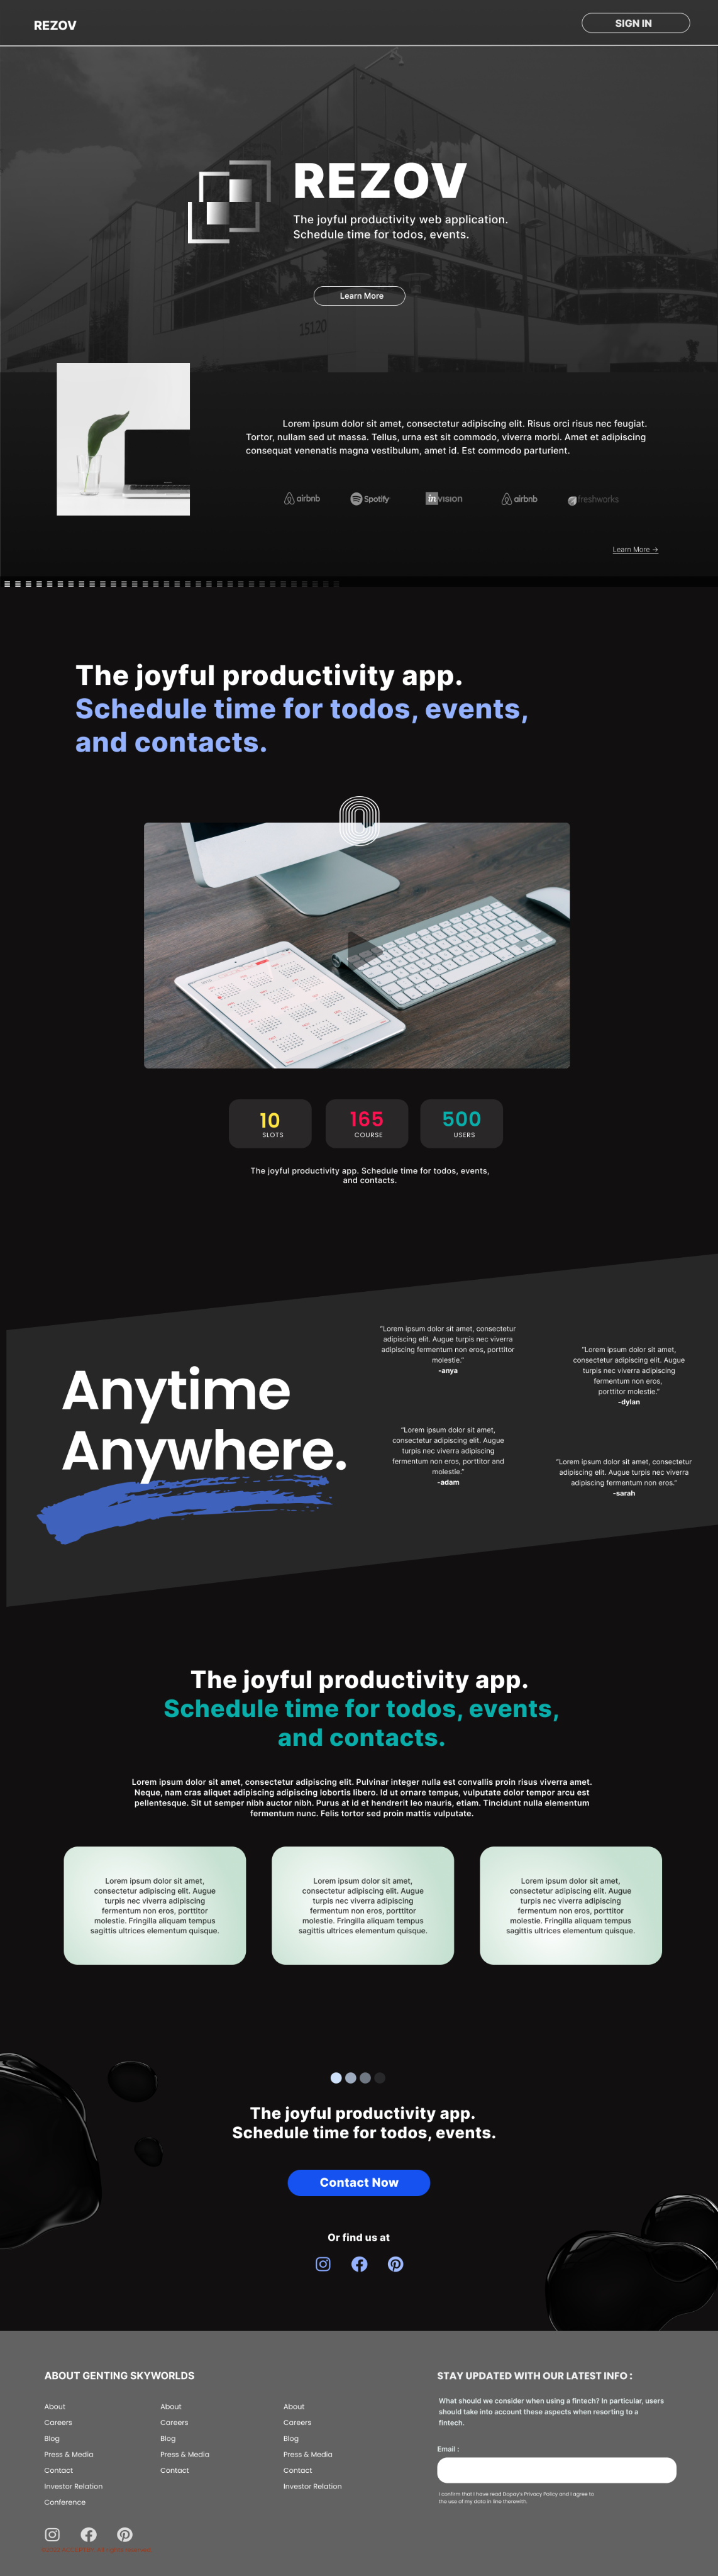 REZOV
SIGN IN
REZOV
The joyful productivity web application.
Schedule time for todos, events.
Learn More
15120
Lorem ipsum dolor sit amet, consectetur adipiscing elit. Risus orci risus nec feugiat.
Tortor, nullam sed ut massa. Tellus, urna est sit commodo, viverra morbi. Amet et adipiscing
consequat venenatis magna vestibulum, amet id. Est commodo parturient.
airbnb Spotify inVISION airbnb freshworks
Learn More →
The joyful productivity app.
Schedule time for todos, events,
and contacts.
10 165 500
SLOTS COURSE USERS
The joyful productivity app. Schedule time for todos, events,
and contacts.
Anytime
Anywhere.
"Lorem ipsum dolor sit amet, consectetur
adipiscing elit. Augue turpis nec viverra
adipiscing fermentum non eros, porttitor
molestie."
-anya
"Lorem ipsum dolor sit amet,
consectetur adipiscing elit. Augue
turpis nec viverra adipiscing
fermentum non eros,
porttitor molestie."
-dylan
"Lorem ipsum dolor sit amet,
consectetur adipiscing elit. Augue
turpis nec viverra adipiscing
fermentum non eros, porttitor and
molestie."
-adam
"Lorem ipsum dolor sit amet, consectetur
adipiscing elit. Augue turpis nec viverra
adipiscing fermentum non eros."
-sarah
The joyful productivity app.
Schedule time for todos, events,
and contacts.
Lorem ipsum dolor sit amet, consectetur adipiscing elit. Pulvinar integer nulla est convallis proin risus viverra amet.
Neque, nam cras aliquet adipiscing adipiscing lobortis libero. Id ut ornare tempus, vulputate dolor tempor arcu est
pellentesque. Sit ut semper nibh auctor nibh. Purus at id et hendrerit leo mauris, etiam. Tincidunt nulla elementum
fermentum nunc. Felis tortor sed proin mattis vulputate.
Lorem ipsum dolor sit amet,
consectetur adipiscing elit. Augue
turpis nec viverra adipiscing
fermentum non eros, porttitor
molestie. Fringilla aliquam tempus
sagittis ultrices elementum quisque.
Lorem ipsum dolor sit amet,
consectetur adipiscing elit. Augue
turpis nec viverra adipiscing
fermentum non eros, porttitor
molestie. Fringilla aliquam tempus
sagittis ultrices elementum quisque.
Lorem ipsum dolor sit amet,
consectetur adipiscing elit. Augue
turpis nec viverra adipiscing
fermentum non eros, porttitor
molestie. Fringilla aliquam tempus
sagittis ultrices elementum quisque.
The joyful productivity app.
Schedule time for todos, events.
Contact Now
Or find us at
ABOUT GENTING SKYWORLDS
About
Careers
Blog
Press & Media
Contact
Investor Relation
Conference
About
Careers
Blog
Press & Media
Contact
About
Careers
Blog
Press & Media
Contact
Investor Relation
STAY UPDATED WITH OUR LATEST INFO :
What should we consider when using a fintech? In particular, users
should take into account these aspects when resorting to a
fintech.
Email :
I confirm that I have read Dopay's Privacy Policy and I agree to
the use of my data in line therewith.